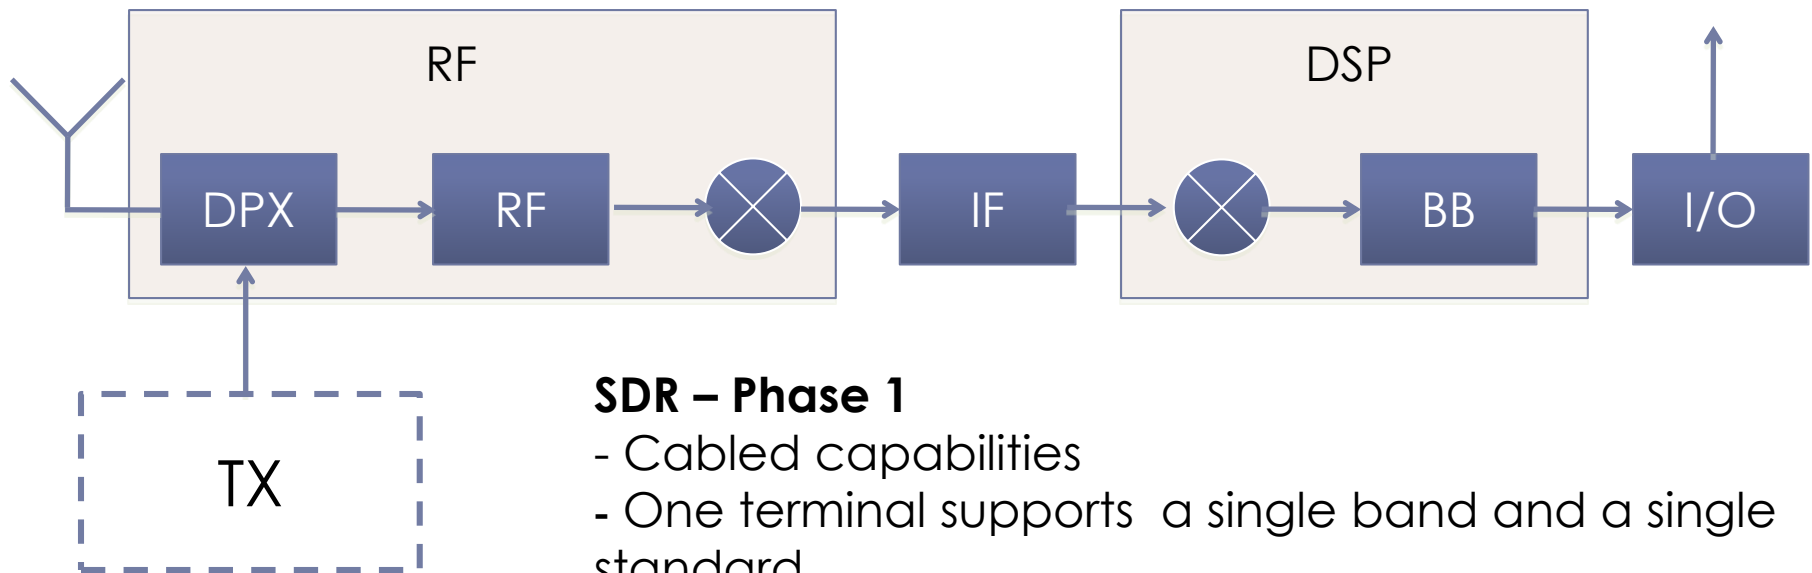 RF
DSP
DPX
RF
IF
BB
I/O
TX
SDR – Phase 1
- Cabled capabilities
- One terminal supports a single band and a single
standard